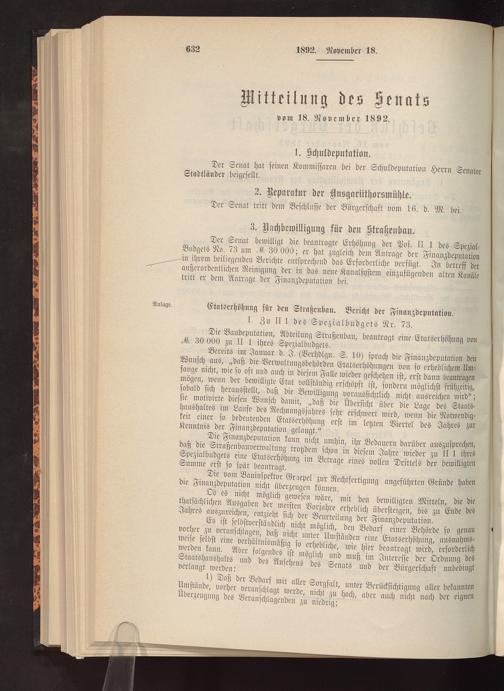 632
1892. November 18.
Mitteilung des Senats
vom 18. November 1892.
1. Schuldeputation.
Der Senat hat seinen Kommissaren bei der Schuldeputation Herrn Senator
Stadtländer beigesellt.
2. Reparatur der Ansgariithorsmühle.
Der Senat tritt dem Beschlusse der Bürgerschaft vom 16. d. M. bei.
3. Nachbewilligung für den Straßenbau.
Der Senat bewilligt die beantragte Erhöhung der Pos. II 1 des Spezial-
Budgets No. 73 um ℳ 30 000; er hat zugleich dem Antrage der Finanzdeputation
in ihrem beiliegenden Berichte entsprechend das Erforderliche verfügt. In betreff der
außerordentlichen Reinigung der in das neue Kanalsystem einzufügenden alten Kanäle
tritt er dem Antrage der Finanzdeputation bei.
Anlage.
Etatserhöhung für den Straßenbau. Bericht der Finanzdeputation.
I. Zu II 1 des Spezialbudgets Nr. 73.
Die Baudeputation, Abteilung Straßenbau, beantragt eine Etatserhöhung von
ℳ 30 000 zu II 1 ihres Spezialbudgets.
Bereits im Januar d. J. (Verhdlgn. S. 10) sprach die Finanzdeputation den
Wunsch aus, „daß die Verwaltungsbehörden Etatserhöhungen von so erheblichem Um-
fange nicht, wie so oft und auch in diesem Falle wieder geschehen ist, erst dann beantragen
mögen, wenn der bewilligte Etat vollständig erschöpft ist, sondern möglichst frühzeitig,
sobald sich herausstellt, daß die Bewilligung voraussichtlich nicht ausreichen wird";
sie motivirte diesen Wunsch damit, „daß die Übersicht über die Lage des Staats-
haushaltes im Laufe des Rechnungsjahres sehr erschwert wird, wenn die Notwendig-
keit einer so bedeutenden Etatserhöhung erst im letzten Viertel des Jahres zur
Kenntnis der Finanzdeputation gelangt."
Die Finanzdeputation kann nicht umhin, ihr Bedauern darüber auszusprechen,
daß die Straßenbauverwaltung trotzdem schon in diesem Jahre wieder zu II 1 ihres
Spezialbudgets eine Etatserhöhung im Betrage eines vollen Drittels der bewilligten
Summe erst so spät beantragt.
Die vom Bauinspektor Graepel zur Rechtfertigung angeführten Gründe haben
die Finanzdeputation nicht überzeugen können.
Ob es nicht möglich gewesen wäre, mit den bewilligten Mitteln, die die
thatsächlichen Ausgaben der meisten Vorjahre erheblich übersteigen, bis zu Ende des
Jahres auszureichen, entzieht sich der Beurteilung der Finanzdeputation.
Es ist selbstverständlich nicht möglich, den Bedarf einer Behörde so genau
vorher zu veranschlagen, daß nicht unter Umständen eine Etatserhöhung, ausnahms-
weise selbst eine verhältnismäßig so erhebliche, wie hier beantragt wird, erforderlich
werden kann. Aber folgendes ist möglich und muß im Interesse der Ordnung des
Staatshaushalts und des Ansehens des Senats und der Bürgerschaft unbedingt
verlangt werden:
1) Daß der Bedarf mit aller Sorgfalt, unter Berücksichtigung aller bekannten
Umstände, vorher veranschlagt werde, nicht zu hoch, aber auch nicht nach der eignen
Überzeugung des Veranschlagenden zu niedrig;